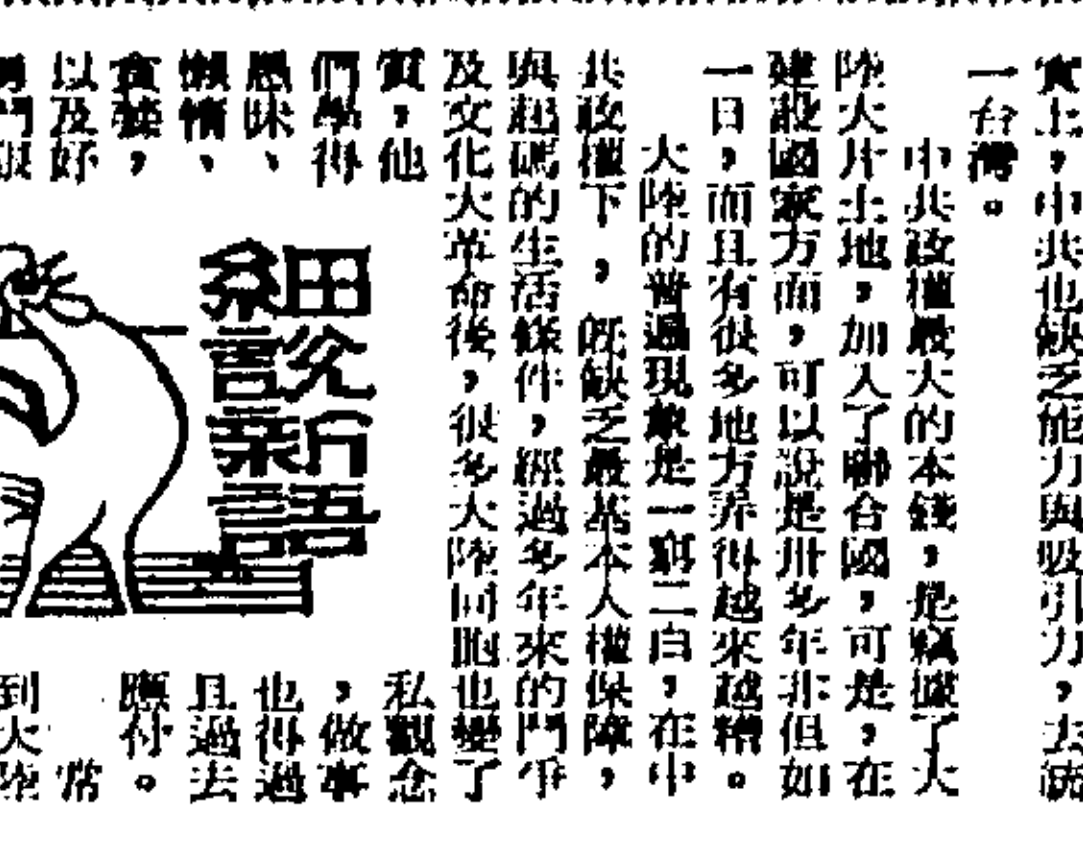 實上，中共也缺乏能力與吸引力，去統
一台灣。
中共政權最大的本錢，是竊據了大
陸大片土地，加入了聯合國，可是，在
建設國家方面，可以說是卅多年非但如
一日，而且有很多地方弄得越來越糟。
大陸的普遍現象是一窮二白，在中
共政權下，既缺乏最基本人權保障，
與起碼的生活條件，經過多年來的鬥爭
及文化大革命後，很多大陸同胞也變了
質，他
們學得
愚昧、
懶惰、
貪婪，
以及好
勇鬥狠
細說新語
私觀念
，做事
也得過
且過去
應付。
常
到大陸